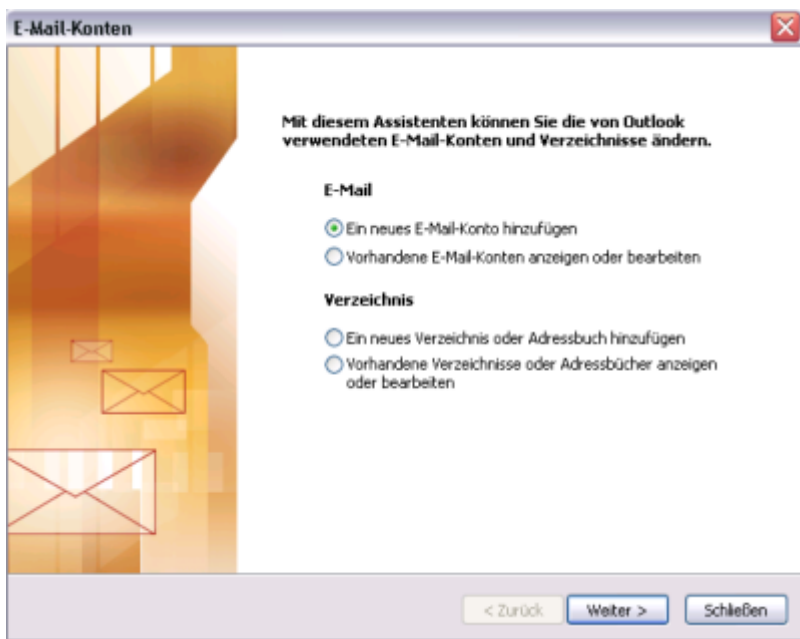 E-Mail-Konten
Mit diesem Assistenten können Sie die von Outlook
verwendeten E-Mail-Konten und Verzeichnisse ändern.
E-Mail
Ein neues E-Mail-Konto hinzufügen
Vorhandene E-Mail-Konten anzeigen oder bearbeiten
Verzeichnis
Ein neues Verzeichnis oder Adressbuch hinzufügen
Vorhandene Verzeichnisse oder Adressbücher anzeigen
oder bearbeiten
< Zurück Weiter > Schließen